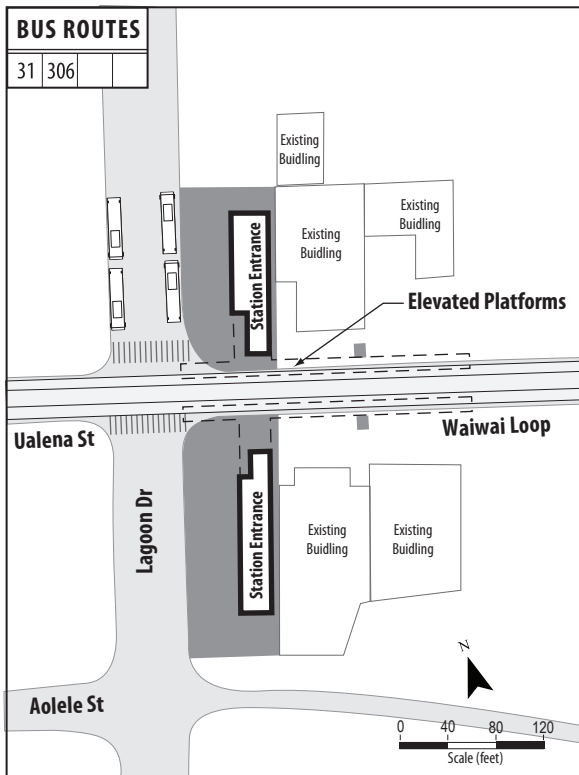 BUS ROUTES
31 306
Existing
Buidling
Existing
Buidling
Existing
Buidling
Station Entrance
Elevated Platforms
Ualena St
Waiwai Loop
Lagoon Dr
Station Entrance
Existing
Buidling
Existing
Buidling
Aolele St
N
0 40 80 120
Scale (feet)